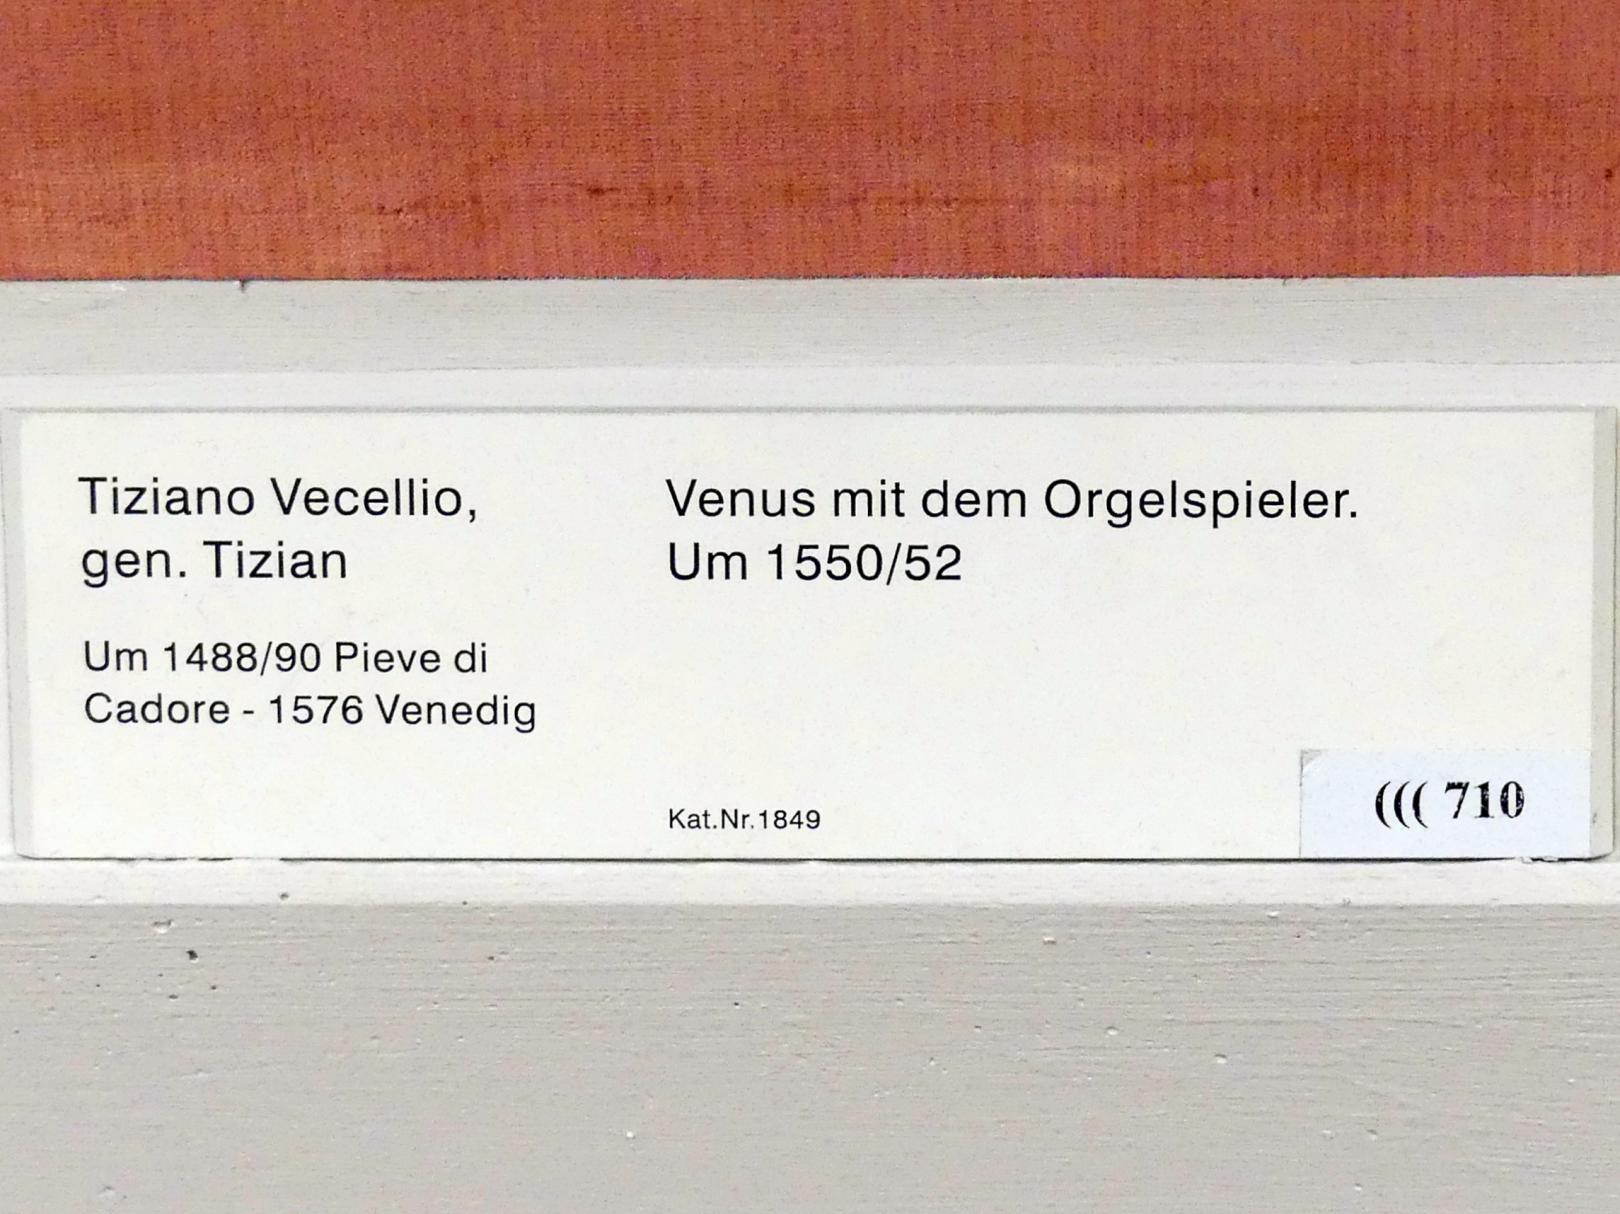 Tiziano Vecellio,
gen. Tizian
Um 1488/90 Pieve di
Cadore - 1576 Venedig
Venus mit dem Orgelspieler.
Um 1550/52
Kat.Nr.1849
((( 710